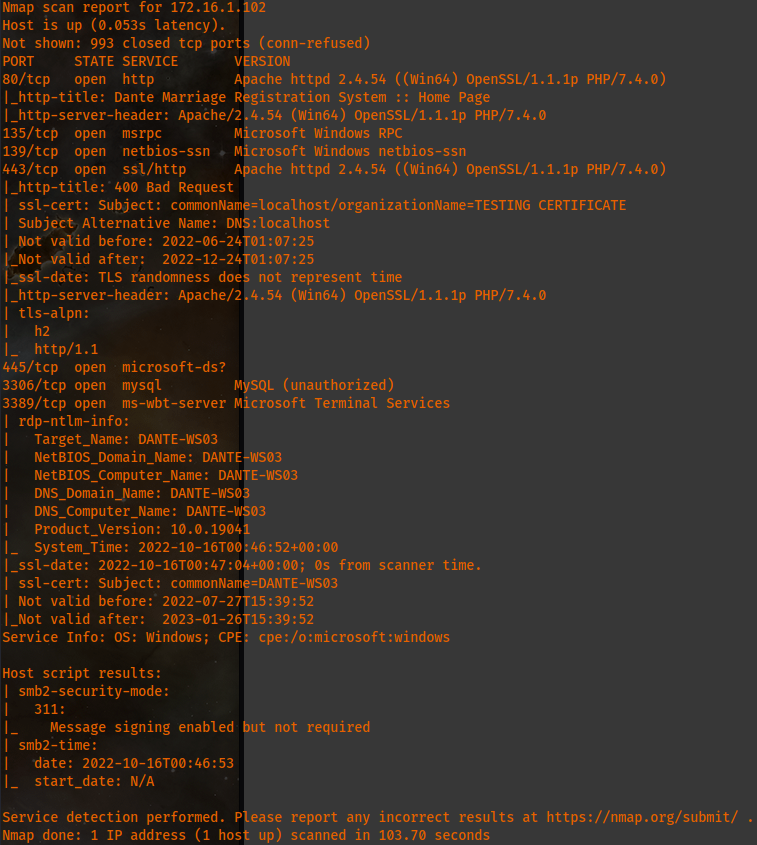 Nmap scan report for 172.16.1.102
Host is up (0.053s latency).
Not shown: 993 closed tcp ports (conn-refused)
PORT     STATE SERVICE       VERSION
80/tcp   open  http          Apache httpd 2.4.54 ((Win64) OpenSSL/1.1.1p PHP/7.4.0)
|_http-title: Dante Marriage Registration System :: Home Page
|_http-server-header: Apache/2.4.54 (Win64) OpenSSL/1.1.1p PHP/7.4.0
135/tcp  open  msrpc         Microsoft Windows RPC
139/tcp  open  netbios-ssn   Microsoft Windows netbios-ssn
443/tcp  open  ssl/http      Apache httpd 2.4.54 ((Win64) OpenSSL/1.1.1p PHP/7.4.0)
|_http-title: 400 Bad Request
| ssl-cert: Subject: commonName=localhost/organizationName=TESTING CERTIFICATE
| Subject Alternative Name: DNS:localhost
| Not valid before: 2022-06-24T01:07:25
|_Not valid after:  2022-12-24T01:07:25
|_ssl-date: TLS randomness does not represent time
|_http-server-header: Apache/2.4.54 (Win64) OpenSSL/1.1.1p PHP/7.4.0
| tls-alpn:
|   h2
|_  http/1.1
445/tcp  open  microsoft-ds?
3306/tcp open  mysql         MySQL (unauthorized)
3389/tcp open  ms-wbt-server Microsoft Terminal Services
| rdp-ntlm-info:
|   Target_Name: DANTE-WS03
|   NetBIOS_Domain_Name: DANTE-WS03
|   NetBIOS_Computer_Name: DANTE-WS03
|   DNS_Domain_Name: DANTE-WS03
|   DNS_Computer_Name: DANTE-WS03
|   Product_Version: 10.0.19041
|_  System_Time: 2022-10-16T00:46:52+00:00
|_ssl-date: 2022-10-16T00:47:04+00:00; 0s from scanner time.
| ssl-cert: Subject: commonName=DANTE-WS03
| Not valid before: 2022-07-27T15:39:52
|_Not valid after:  2023-01-26T15:39:52
Service Info: OS: Windows; CPE: cpe:/o:microsoft:windows

Host script results:
| smb2-security-mode:
|   311:
|_    Message signing enabled but not required
| smb2-time:
|   date: 2022-10-16T00:46:53
|_  start_date: N/A

Service detection performed. Please report any incorrect results at https://nmap.org/submit/ .
Nmap done: 1 IP address (1 host up) scanned in 103.70 seconds